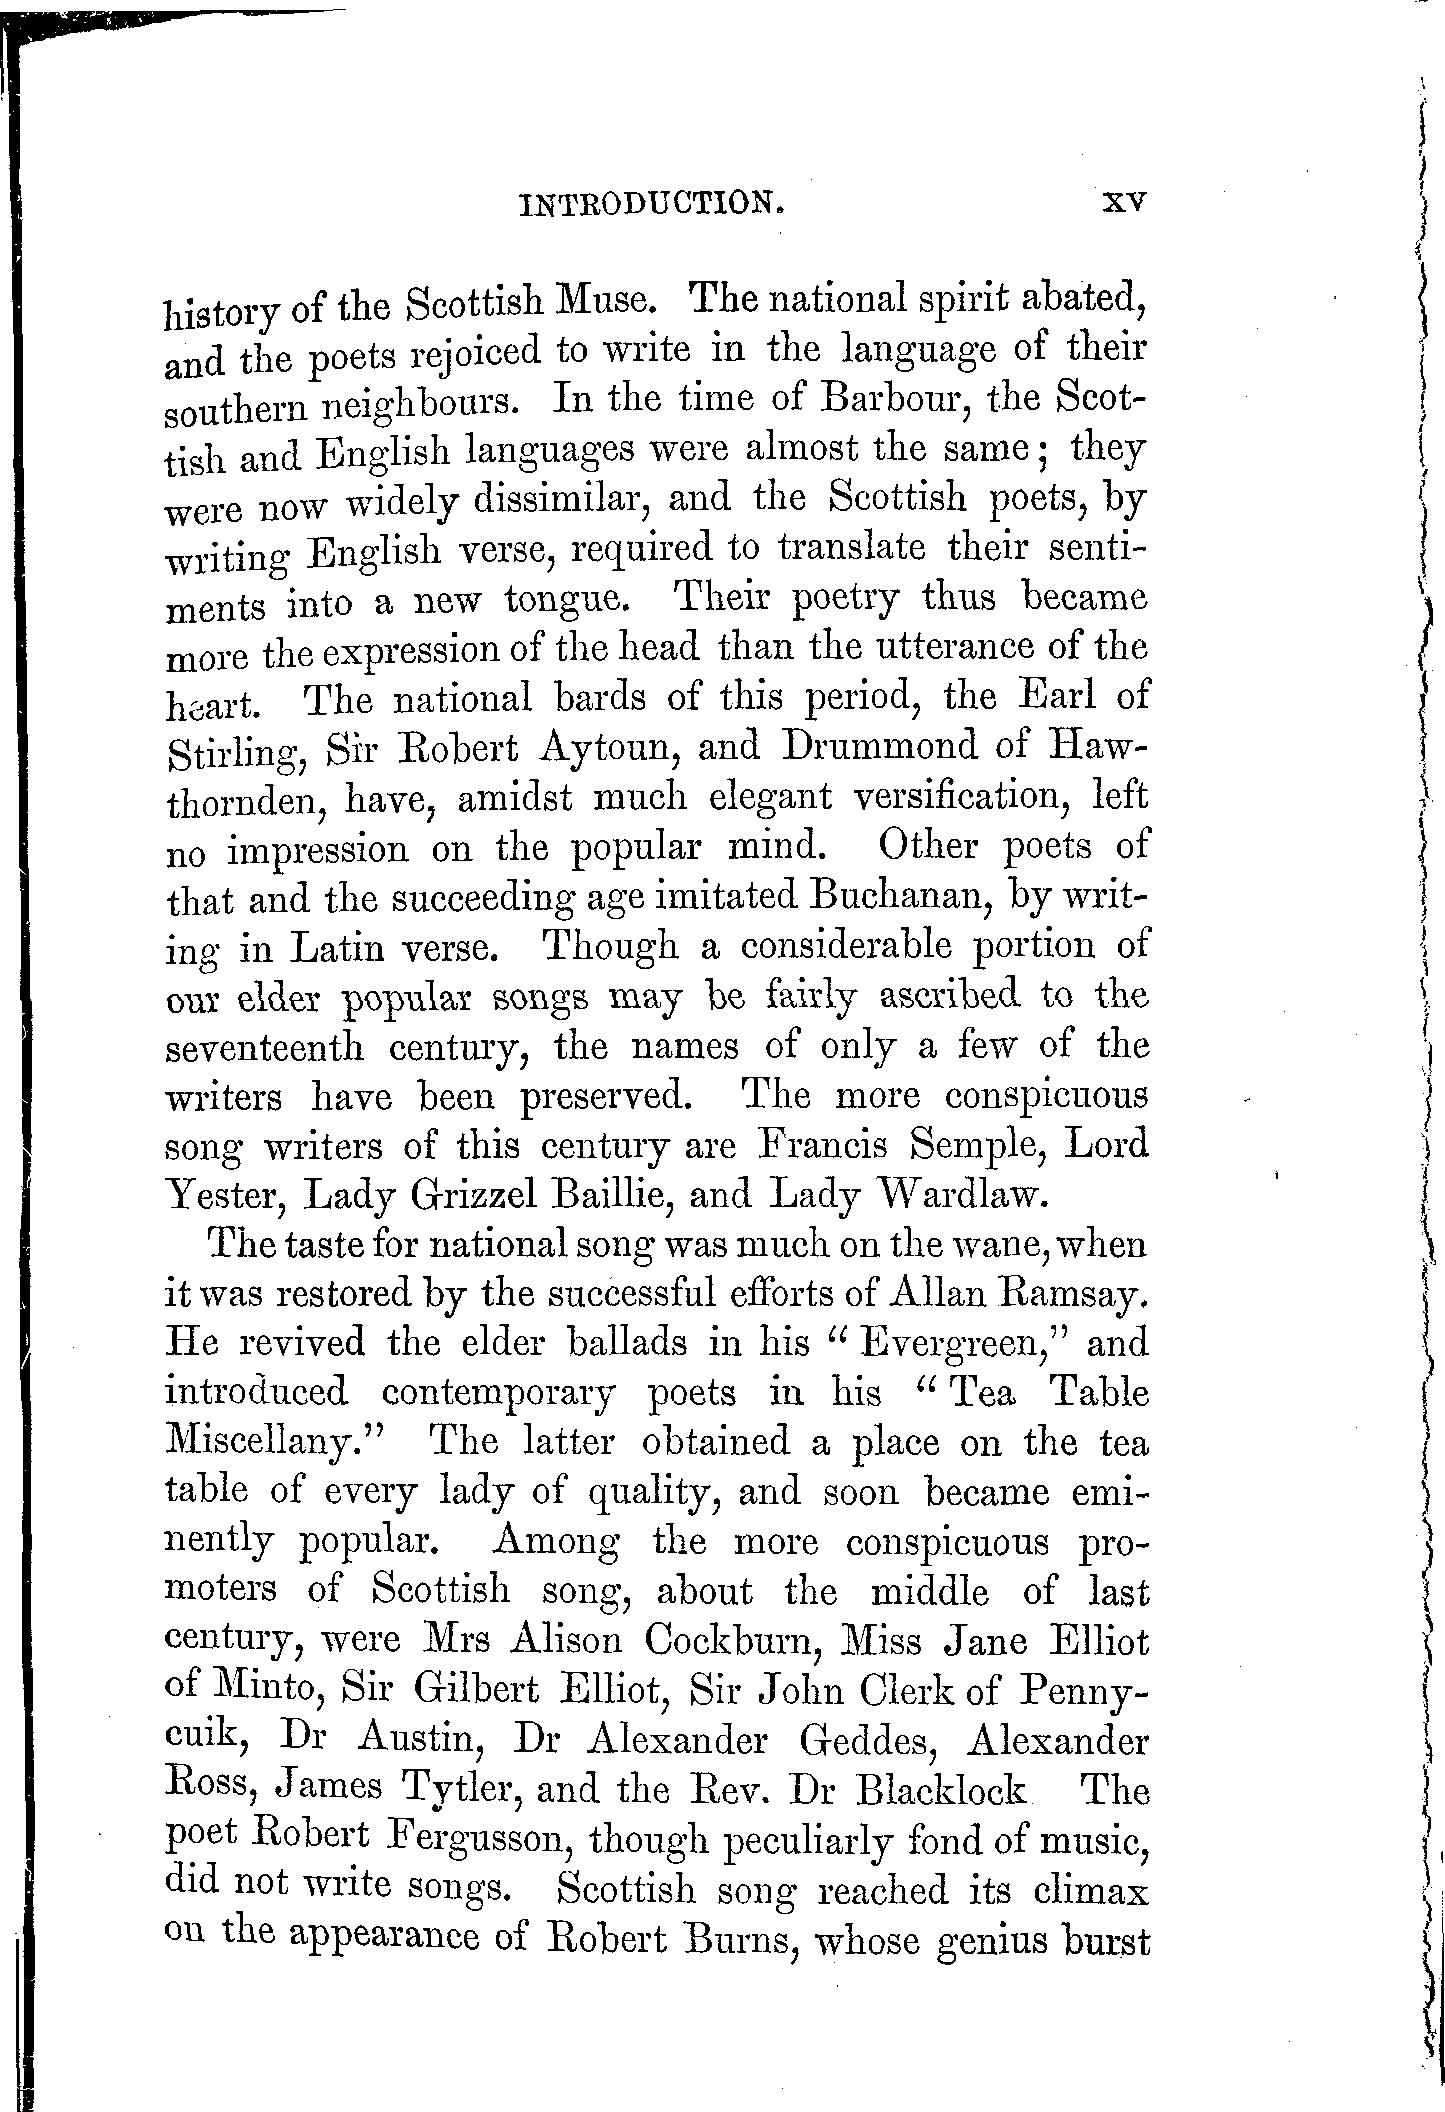 INTRODUCTION. xv
history of the Scottish Muse. The national spirit abated,
and the poets rejoiced to write in the language of their
southern neighbours. In the time of Barbour, the Scot-
tish and English languages were almost the same; they
were now widely dissimilar, and the Scottish poets, by
writing English verse, required to translate their senti-
ments into a new tongue. Their poetry thus became
more the expression of the head than the utterance of the
heart. The national bards of this period, the Earl of
Stirling, Sir Robert Aytoun, and Drummond of Haw-
thornden, have, amidst much elegant versification, left
no impression on the popular mind. Other poets of
that and the succeeding age imitated Buchanan, by writ-
ing in Latin verse. Though a considerable portion of
our elder popular songs may be fairly ascribed to the
seventeenth century, the names of only a few of the
writers have been preserved. The more conspicuous
song writers of this century are Francis Semple, Lord
Yester, Lady Grizzel Baillie, and Lady Wardlaw.
The taste for national song was much on the wane, when
it was restored by the successful efforts of Allan Ramsay.
He revived the elder ballads in his "Evergreen," and
introduced contemporary poets in his "Tea Table
Miscellany." The latter obtained a place on the tea
table of every lady of quality, and soon became emi-
nently popular. Among the more conspicuous pro-
moters of Scottish song, about the middle of last
century, were Mrs Alison Cockburn, Miss Jane Elliot
of Minto, Sir Gilbert Elliot, Sir John Clerk of Penny-
cuik, Dr Austin, Dr Alexander Geddes, Alexander
Ross, James Tytler, and the Rev. Dr Blacklock The
poet Robert Fergusson, though peculiarly fond of music,
did not write songs. Scottish song reached its climax
on the appearance of Robert Burns, whose genius burst